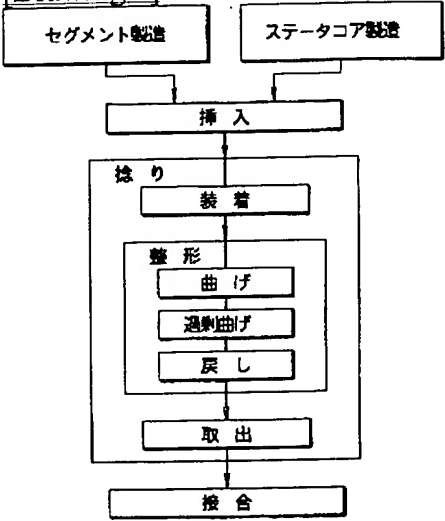 セグメント製造
ステータコア製造
挿入
捻り
装着
整形
曲げ
過剰曲げ
戻し
取出
接合